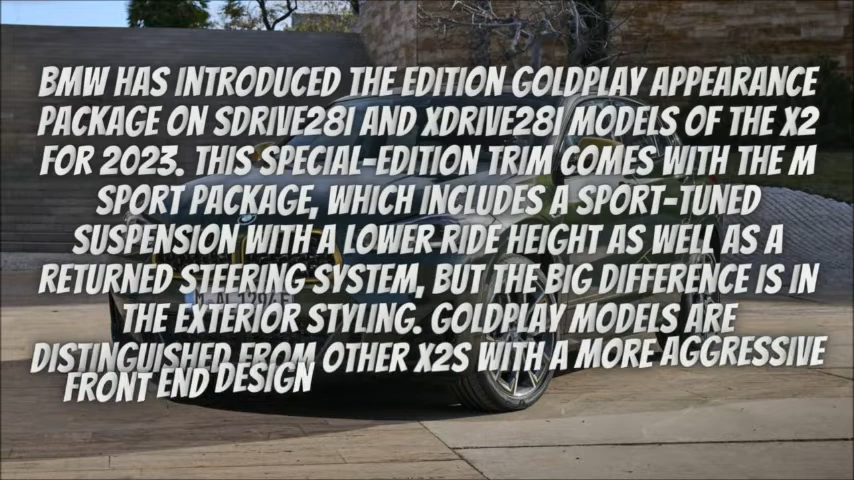 BMW HAS INTRODUCED THE EDITION GOLDPLAY APPEARANCE
PACKAGE ON SDRIVE28I AND XDRIVE28I MODELS OF THE X2
FOR 2023. THIS SPECIAL-EDITION TRIM COMES WITH THE M
SPORT PACKAGE, WHICH INCLUDES A SPORT-TUNED
SUSPENSION WITH A LOWER RIDE HEIGHT AS WELL AS A
RETURNED STEERING SYSTEM, BUT THE BIG DIFFERENCE IS IN
THE EXTERIOR STYLING. GOLDPLAY MODELS ARE
DISTINGUISHED FROM OTHER X2S WITH A MORE AGGRESSIVE
FRONT END DESIGN